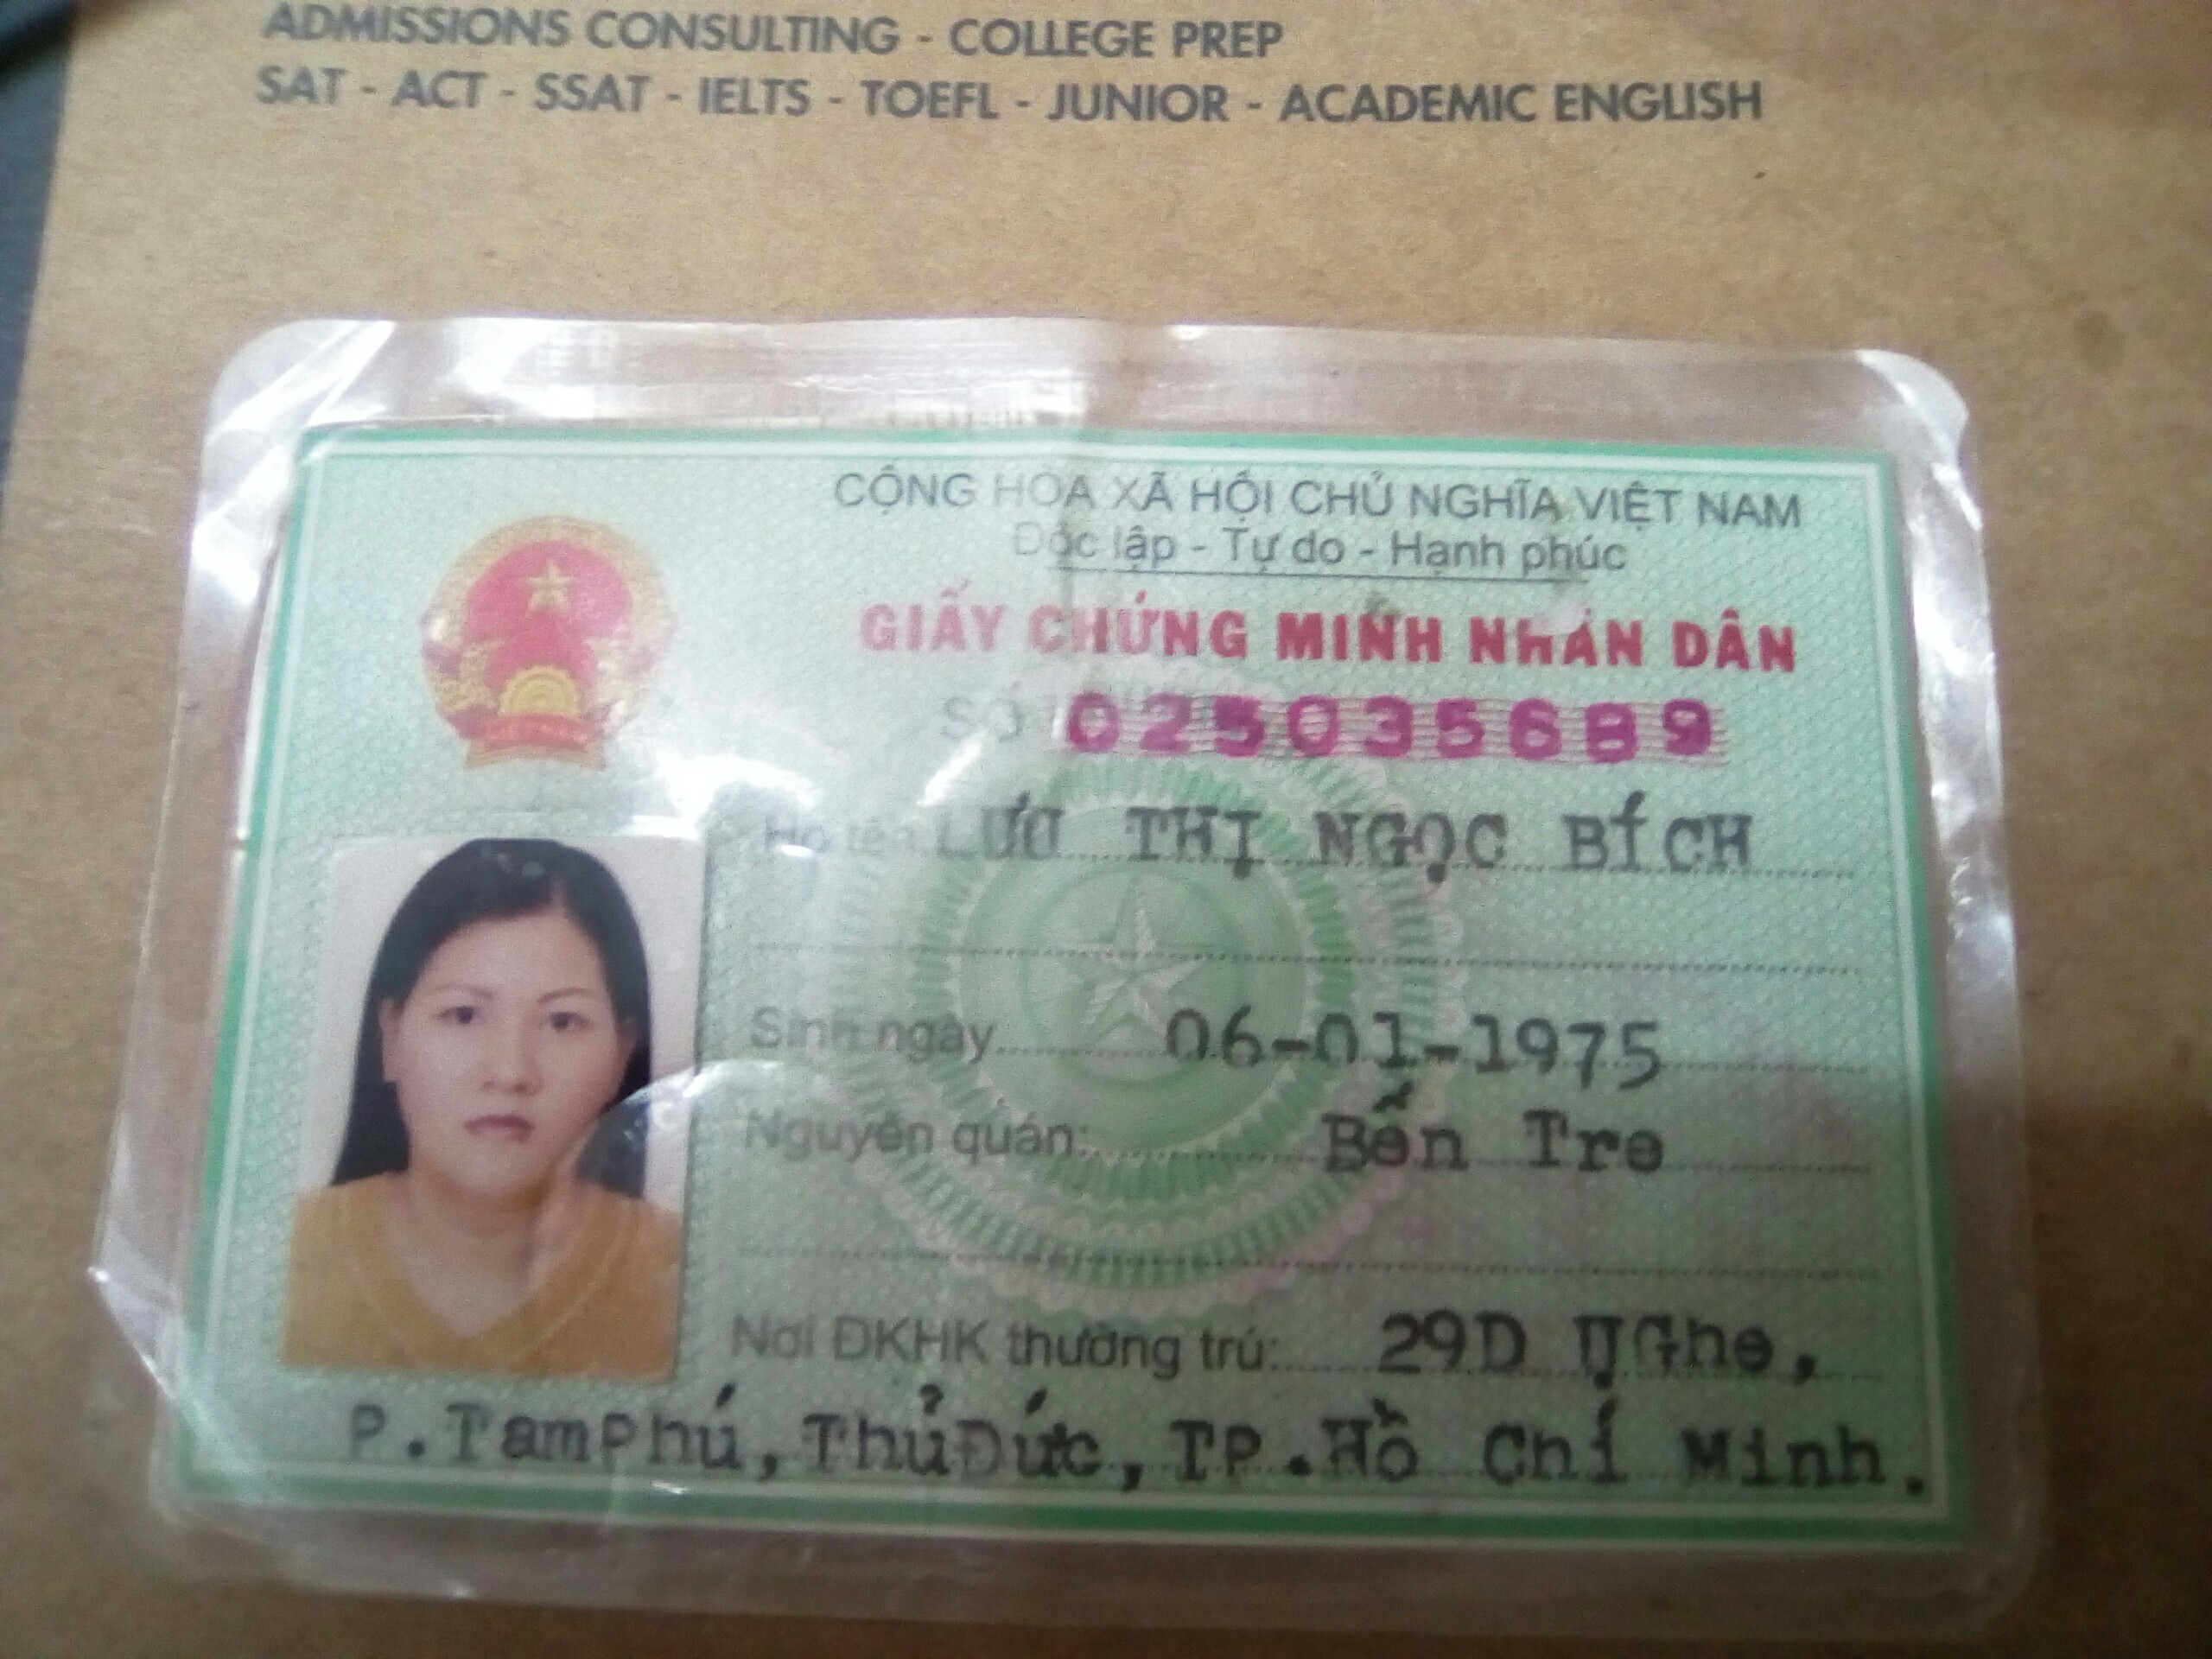 ADMISSIONS CONSULTING - COLLEGE PREP
SAT - ACT - SSAT - IELTS - TOEFL - JUNIOR - ACADEMIC ENGLISH
CỘNG HÒA XÃ HỘI CHỦ NGHĨA VIỆT NAM
Độc lập - Tự do - Hạnh phúc
GIẤY CHỨNG MINH NHÂN DÂN
SỐ 025035689
Họ tên LƯU THỊ NGỌC BÍCH
Sinh ngày 06-01-1975
Nguyên quán: Bến Tre
Nơi ĐKHK thường trú: 29D Ụ Ghe,
P.TamPhú, ThủĐức, TP.Hồ Chí Minh.